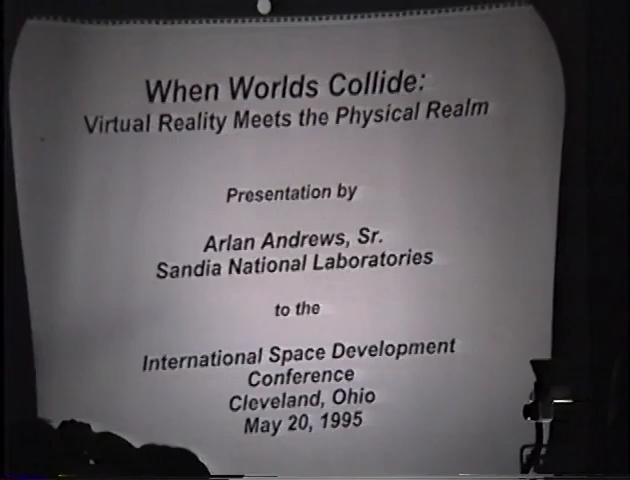 When Worlds Collide:
Virtual Reality Meets the Physical Realm
Presentation by
Arlan Andrews, Sr.
Sandia National Laboratories
to the
International Space Development
Conference
Cleveland, Ohio
May 20, 1995